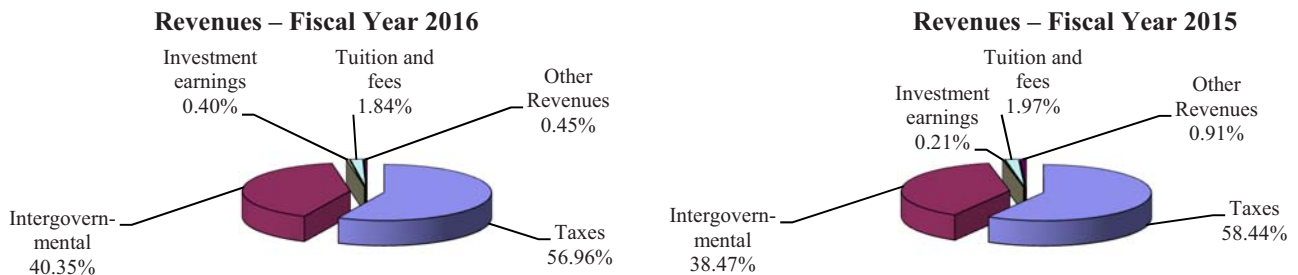 Revenues – Fiscal Year 2016
Investment
earnings
0.40%
Tuition and
fees
1.84%
Other
Revenues
0.45%
Intergovern-
mental
40.35%
Taxes
56.96%
Revenues – Fiscal Year 2015
Investment
earnings
0.21%
Tuition and
fees
1.97%
Other
Revenues
0.91%
Intergovern-
mental
38.47%
Taxes
58.44%